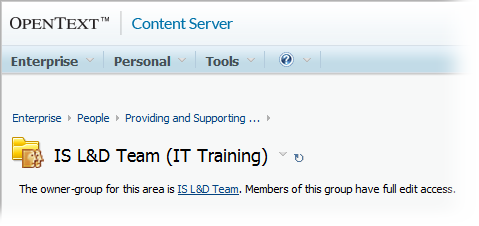 OPENTEXT™ Content Server
Enterprise Personal Tools ?
Enterprise People Providing and Supporting ...
IS L&D Team (IT Training)
The owner-group for this area is IS L&D Team. Members of this group have full edit access.